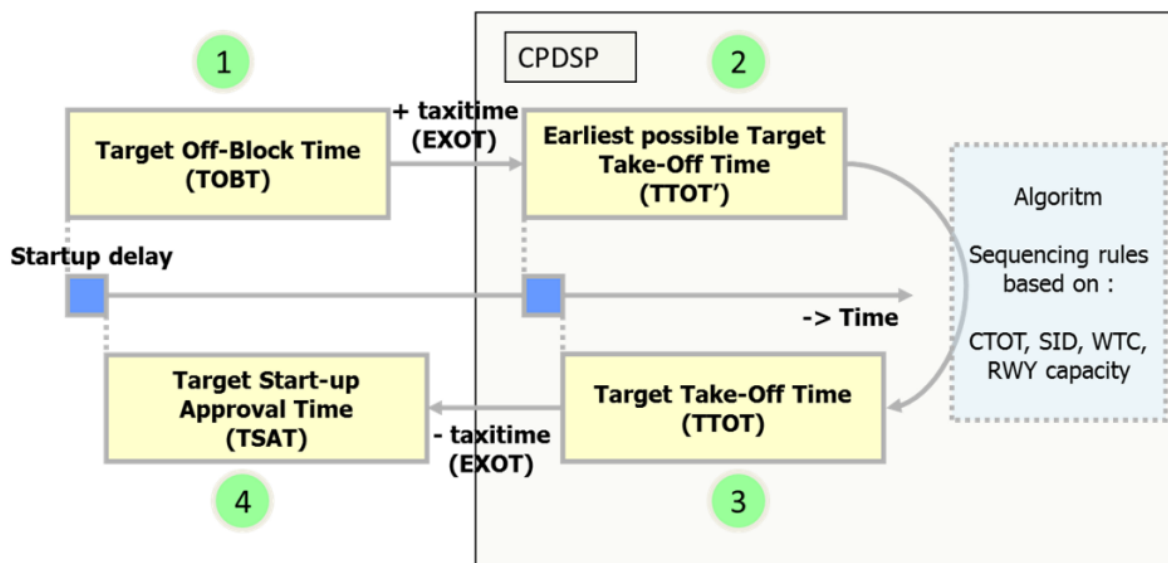 1
CPDSP
2
Target Off-Block Time
(TOBT)
+ taxitime
(EXOT)
Earliest possible Target
Take-Off Time
(TTOT’)
Algoritm
Sequencing rules
based on :
CTOT, SID, WTC,
RWY capacity
Startup delay
-> Time
Target Start-up
Approval Time
(TSAT)
- taxitime
(EXOT)
Target Take-Off Time
(TTOT)
4
3